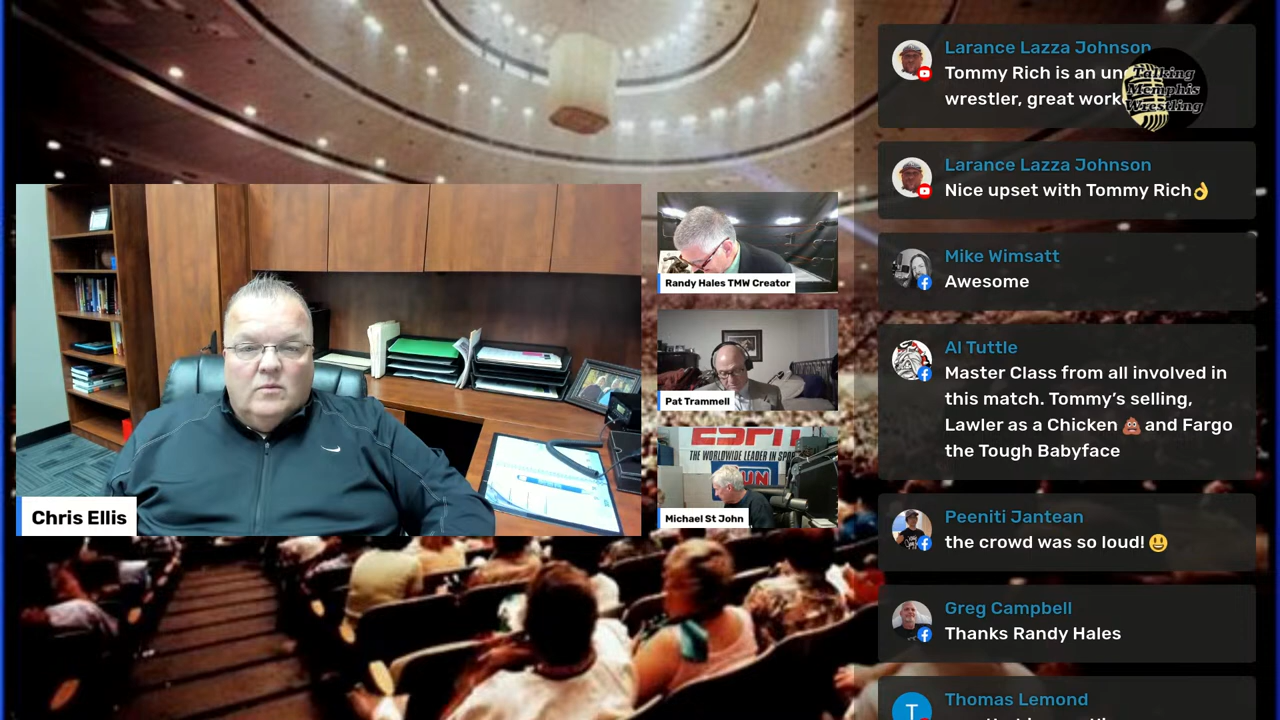 Larance Lazza Johnson
Tommy Rich is an un
wrestler, great work
Talking
Memphis
Wrestling
Larance Lazza Johnson
Nice upset with Tommy Rich👌
Mike Wimsatt
Awesome
Al Tuttle
Master Class from all involved in
this match. Tommy’s selling,
Lawler as a Chicken 💩 and Fargo
the Tough Babyface
Peeniti Jantean
the crowd was so loud! 😃
Greg Campbell
Thanks Randy Hales
T
Thomas Lemond
Chris Ellis
Randy Hales TMW Creator
Pat Trammell
ESPN
THE WORLDWIDE LEADER IN SPO
Michael St John